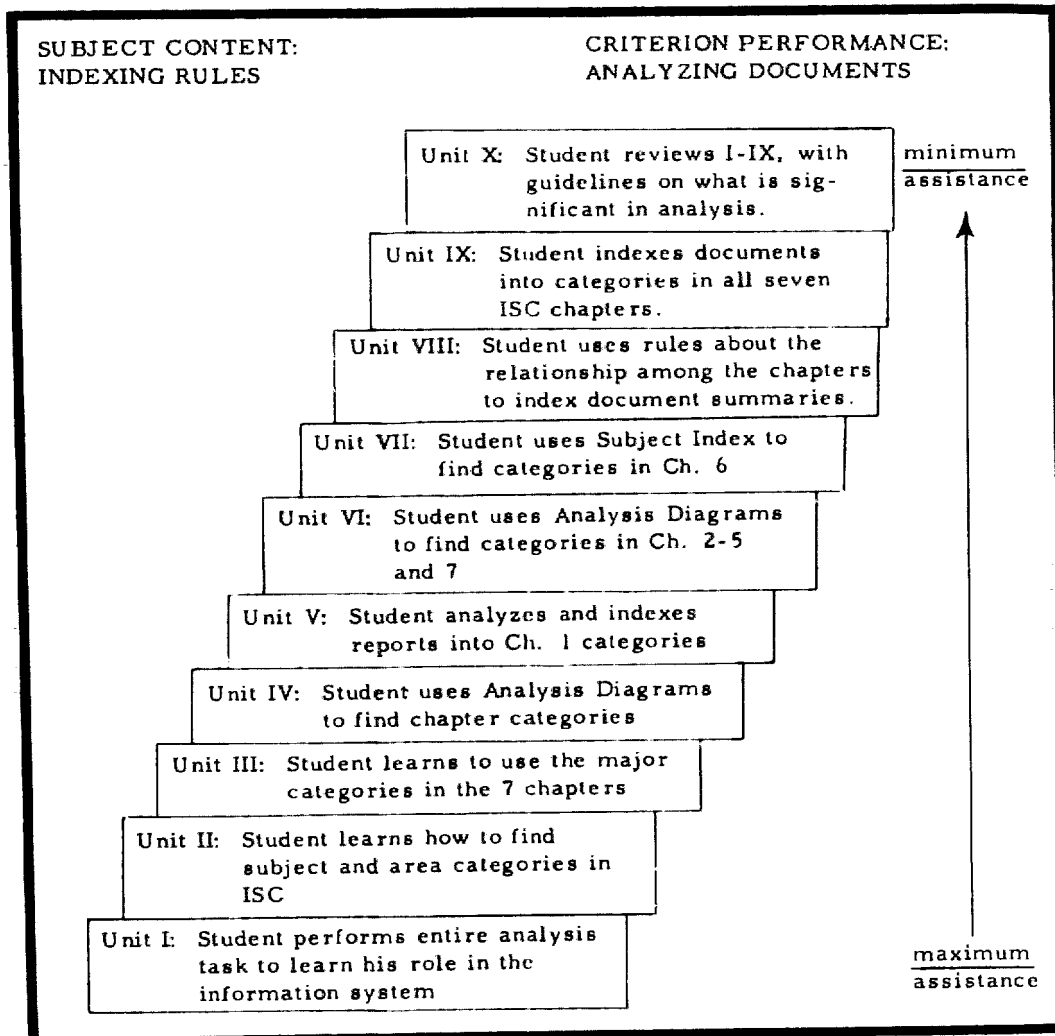 SUBJECT CONTENT:
INDEXING RULES
CRITERION PERFORMANCE:
ANALYZING DOCUMENTS
Unit X: Student reviews I-IX, with
guidelines on what is sig-
nificant in analysis.
minimum
assistance
Unit IX: Student indexes documents
into categories in all seven
ISC chapters.
Unit VIII: Student uses rules about the
relationship among the chapters
to index document summaries.
Unit VII: Student uses Subject Index to
find categories in Ch. 6
Unit VI: Student uses Analysis Diagrams
to find categories in Ch. 2-5
and 7
Unit V: Student analyzes and indexes
reports into Ch. 1 categories
Unit IV: Student uses Analysis Diagrams
to find chapter categories
Unit III: Student learns to use the major
categories in the 7 chapters
Unit II: Student learns how to find
subject and area categories in
ISC
Unit I: Student performs entire analysis
task to learn his role in the
information system
maximum
assistance